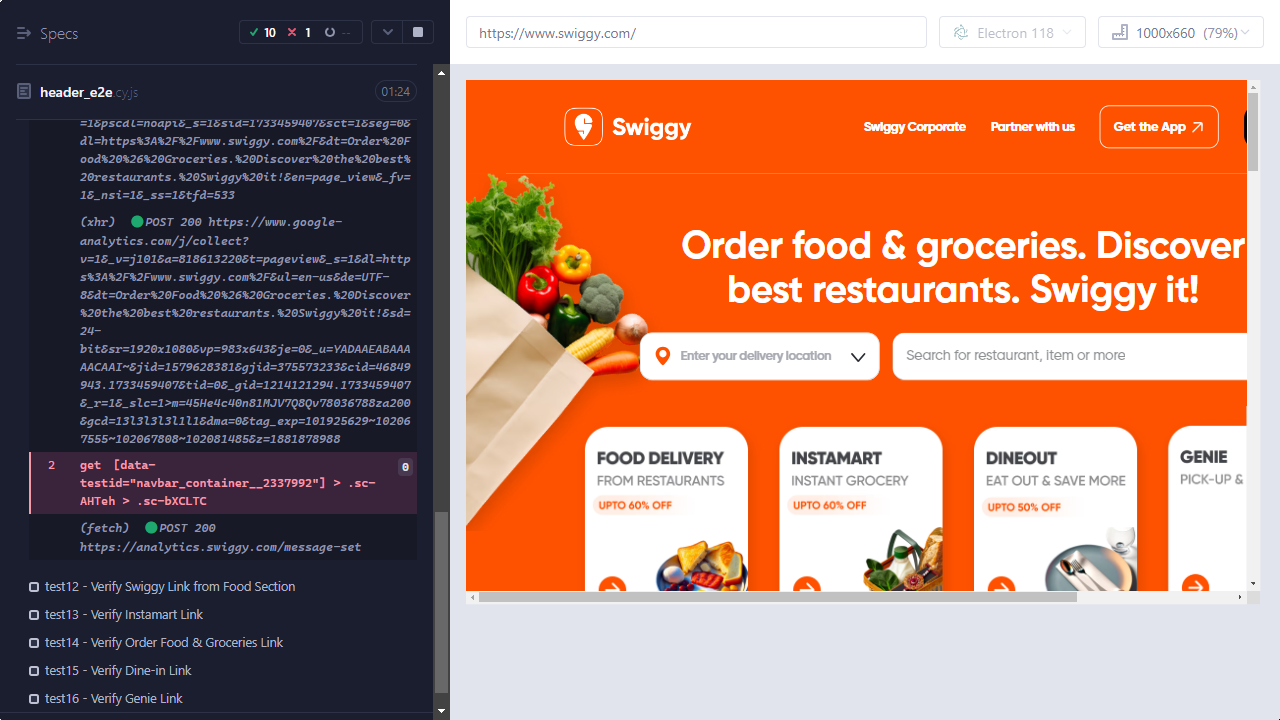 Specs
10
1
--
header_e2e.cy.js
01:24
=1&pscdl=noapi&_s=1&sid=1733459407&sct=1&seg=0&
dl=https%3A%2F%2Fwww.swiggy.com%2F&dt=Order%20F
ood%20%26%20Groceries.%20Discover%20the%20best%
20restaurants.%20Swiggy%20it!&en=page_view&_fv=
1&_nsi=1&_ss=1&tfd=533
(xhr) POST 200 https://www.google-
analytics.com/j/collect?
v=1&_v=j101&a=818613220&t=pageview&_s=1&dl=http
s%3A%2F%2Fwww.swiggy.com%2F&ul=en-us&de=UTF-
8&dt=Order%20Food%20%26%20Groceries.%20Discover
%20the%20best%20restaurants.%20Swiggy%20it!&sd=
24-
bit&sr=1920x1080&vp=983x643&je=0&_u=YADAAEABAAA
AAACAAI~&jid=1579628381&gjid=375573233&cid=46849
943.1733459407&tid=0&_gid=1214121294.1733459407
&_r=1&_slc=1>m=45He4c40n81MJV7Q8Qv78036788za200
&gcd=13l3l3l3l1l1&dma=0&tag_exp=101925629~10206
7555~102067808~102081485&z=1881878988
2 get [data-
testid="navbar_container__2337992"] > .sc-
AHTeh > .sc-bXCLTC
0
(fetch) POST 200
https://analytics.swiggy.com/message-set
test12 - Verify Swiggy Link from Food Section
test13 - Verify Instamart Link
test14 - Verify Order Food & Groceries Link
test15 - Verify Dine-in Link
test16 - Verify Genie Link
https://www.swiggy.com/
Electron 118
1000x660 (79%)
Swiggy
Swiggy Corporate
Partner with us
Get the App
Order food & groceries. Discover
best restaurants. Swiggy it!
Enter your delivery location
Search for restaurant, item or more
FOOD DELIVERY
FROM RESTAURANTS
UPTO 60% OFF
INSTAMART
INSTANT GROCERY
UPTO 60% OFF
DINEOUT
EAT OUT & SAVE MORE
UPTO 50% OFF
GENIE
PICK-UP &